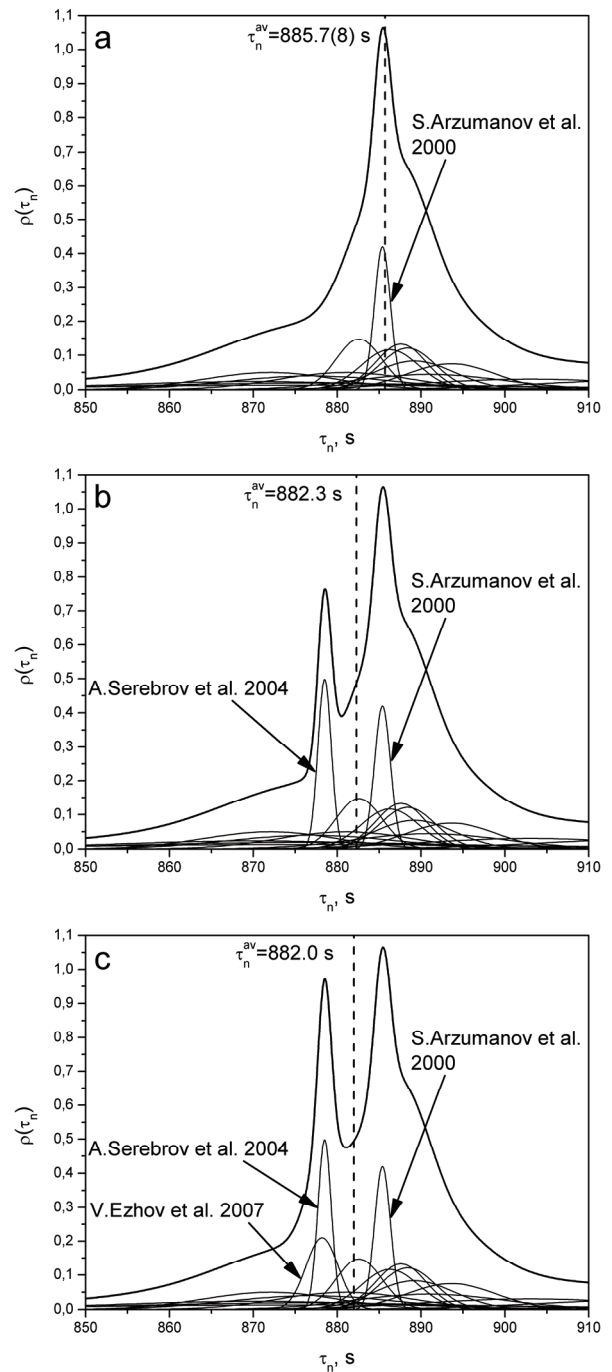 a
τₙᵃᵛ=885.7(8) s
S.Arzumanov et al.
2000
ρ(τₙ)
1,1
1,0
0,9
0,8
0,7
0,6
0,5
0,4
0,3
0,2
0,1
0,0
850 860 870 880 890 900 910
τₙ, s
b
τₙᵃᵛ=882.3 s
S.Arzumanov et al.
2000
A.Serebrov et al. 2004
ρ(τₙ)
1,1
1,0
0,9
0,8
0,7
0,6
0,5
0,4
0,3
0,2
0,1
0,0
850 860 870 880 890 900 910
τₙ, s
c
τₙᵃᵛ=882.0 s
S.Arzumanov et al.
2000
A.Serebrov et al. 2004
V.Ezhov et al. 2007
ρ(τₙ)
1,1
1,0
0,9
0,8
0,7
0,6
0,5
0,4
0,3
0,2
0,1
0,0
850 860 870 880 890 900 910
τₙ, s